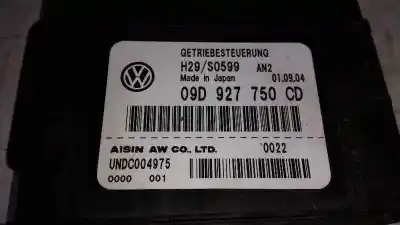 GETRIEBESTEUERUNG
H29/S0599 AN2
Made in Japan 01.09.04
09D 927 750 CD
AISIN AW CO., LTD. 0022
UNDC004975
0000 001